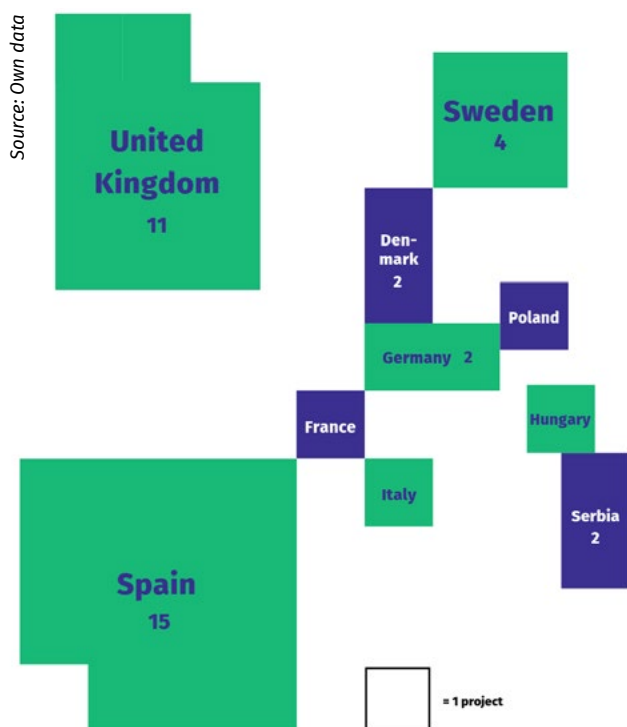 Source: Own data
United
Kingdom
11
Sweden
4
Den-
mark
2
Poland
Germany 2
France
Hungary
Italy
Serbia
2
Spain
15
= 1 project